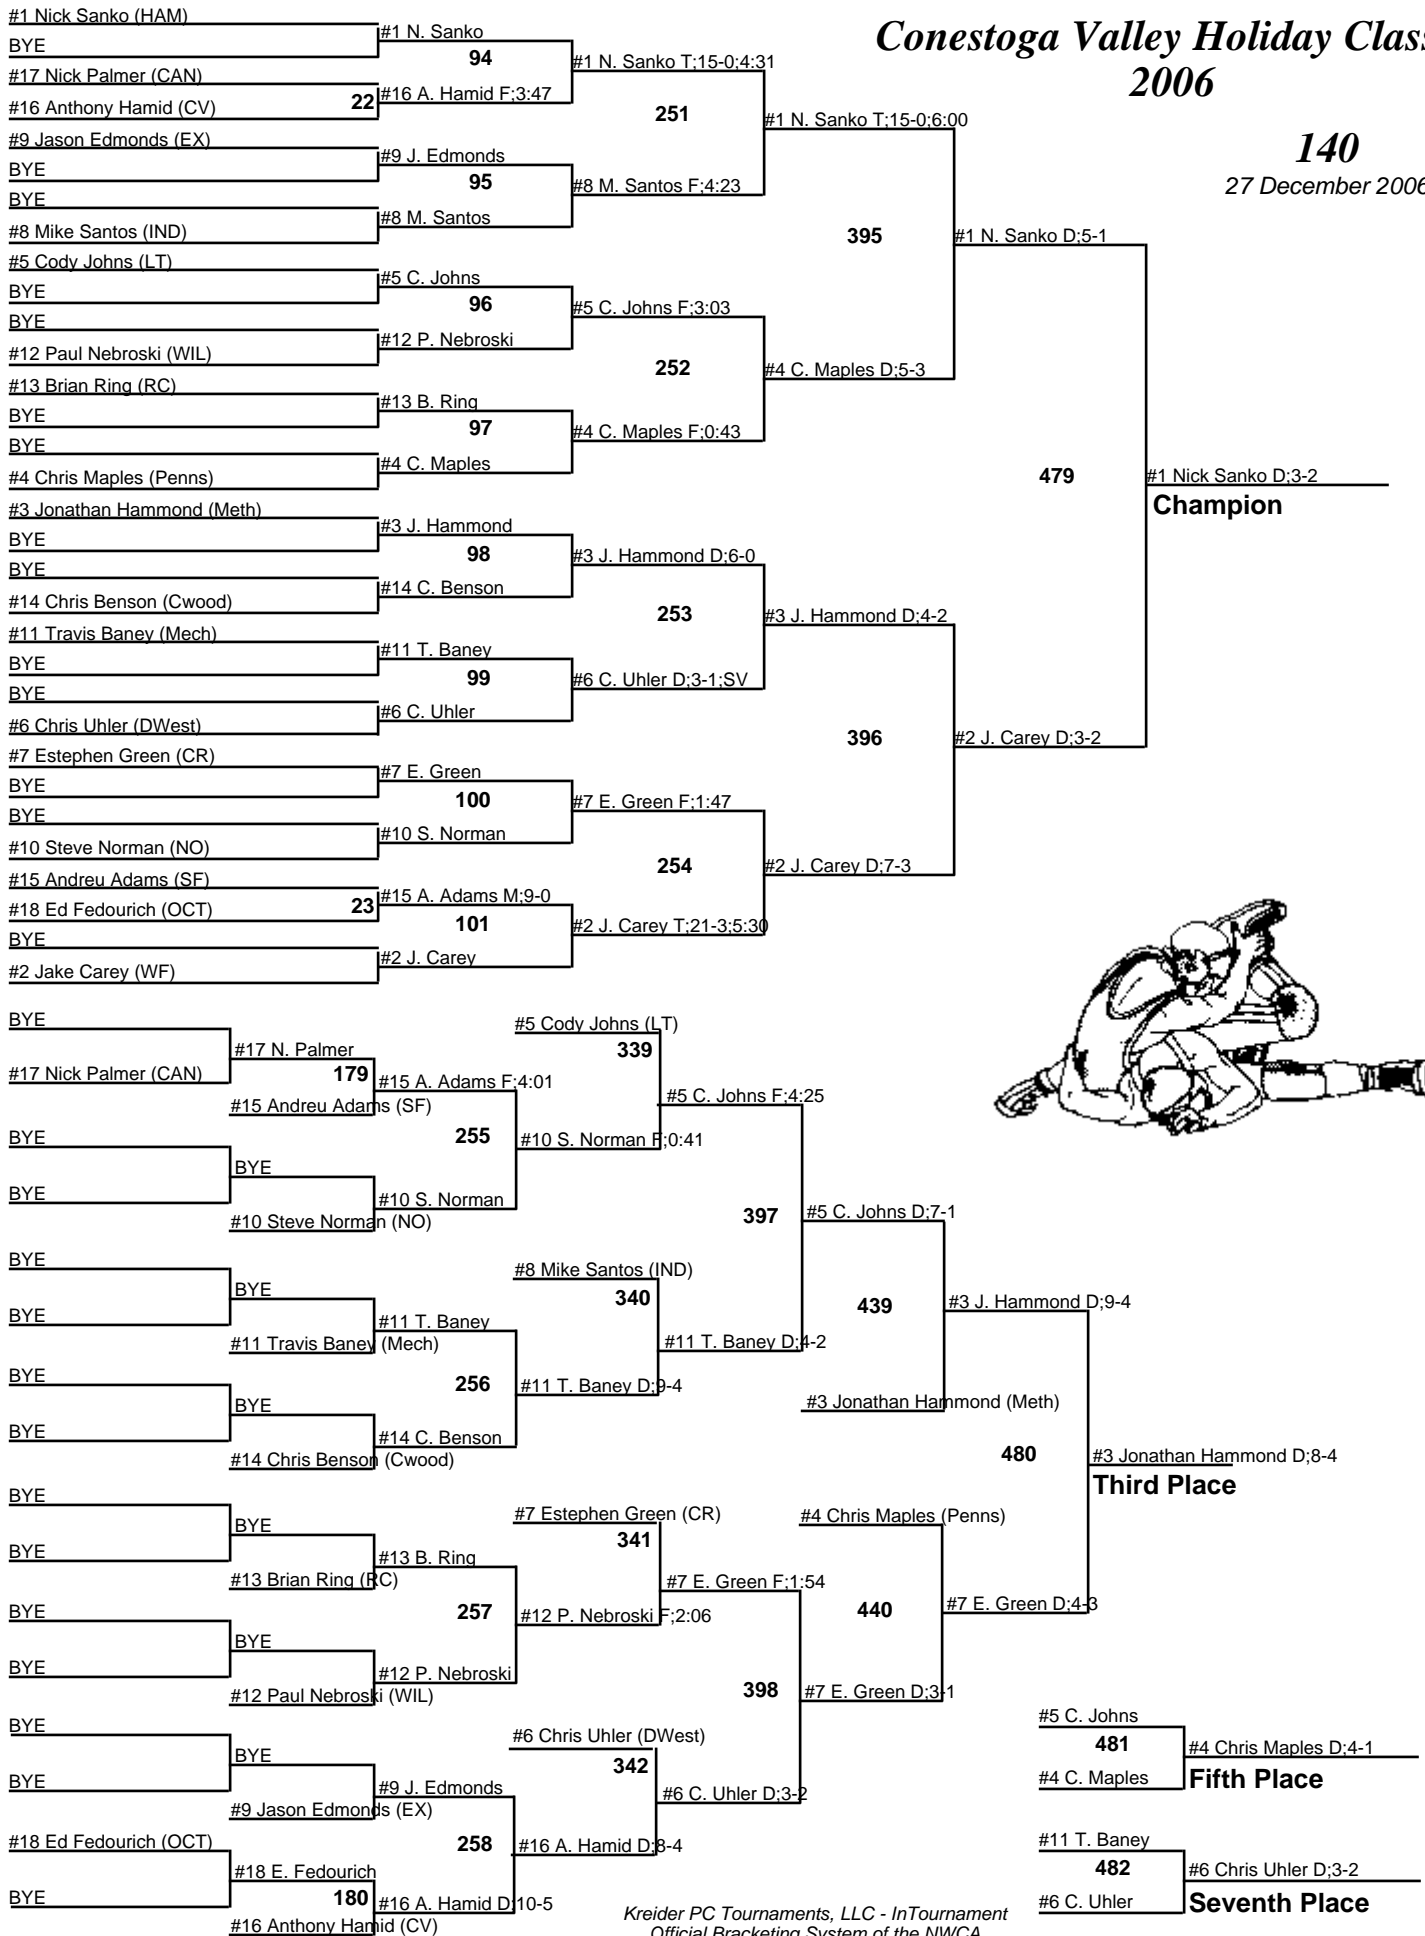 #1 Nick Sanko (HAM)
BYE
#17 Nick Palmer (CAN)
#16 Anthony Hamid (CV)
#9 Jason Edmonds (EX)
BYE
BYE
#8 Mike Santos (IND)
#5 Cody Johns (LT)
BYE
BYE
#12 Paul Nebroski (WIL)
#13 Brian Ring (RC)
BYE
BYE
#4 Chris Maples (Penns)
#3 Jonathan Hammond (Meth)
BYE
BYE
#14 Chris Benson (Cwood)
#11 Travis Baney (Mech)
BYE
BYE
#6 Chris Uhler (DWest)
#7 Estephen Green (CR)
BYE
BYE
#10 Steve Norman (NO)
#15 Andreu Adams (SF)
#18 Ed Fedourich (OCT)
BYE
#2 Jake Carey (WF)
22
23
#1 N. Sanko
94
#16 A. Hamid F;3:47
#9 J. Edmonds
95
#8 M. Santos
#5 C. Johns
96
#12 P. Nebroski
#13 B. Ring
97
#4 C. Maples
#3 J. Hammond
98
#14 C. Benson
#11 T. Baney
99
#6 C. Uhler
#7 E. Green
100
#10 S. Norman
#15 A. Adams M;9-0
101
#2 J. Carey
#1 N. Sanko T;15-0;4:31
251
#8 M. Santos F;4:23
#5 C. Johns F;3:03
252
#4 C. Maples F;0:43
#3 J. Hammond D;6-0
253
#6 C. Uhler D;3-1;SV
#7 E. Green F;1:47
254
#2 J. Carey T;21-3;5:30
#1 N. Sanko T;15-0;6:00
395
#4 C. Maples D;5-3
#3 J. Hammond D;4-2
396
#2 J. Carey D;7-3
#1 N. Sanko D;5-1
479
#2 J. Carey D;3-2
#1 Nick Sanko D;3-2
Champion
Conestoga Valley Holiday Clas
2006
140
27 December 2006
BYE
#17 Nick Palmer (CAN)
BYE
BYE
BYE
BYE
BYE
BYE
BYE
BYE
BYE
BYE
BYE
BYE
#18 Ed Fedourich (OCT)
BYE
#17 N. Palmer
179
#15 Andreu Adams (SF)
BYE
#10 Steve Norman (NO)
BYE
#11 Travis Baney (Mech)
BYE
#14 Chris Benson (Cwood)
BYE
#13 Brian Ring (RC)
BYE
#12 Paul Nebroski (WIL)
BYE
#9 Jason Edmonds (EX)
#18 E. Fedourich
180
#16 Anthony Hamid (CV)
#15 A. Adams F;4:01
255
#10 S. Norman
#11 T. Baney
256
#14 C. Benson
#13 B. Ring
257
#12 P. Nebroski
#9 J. Edmonds
258
#16 A. Hamid D;10-5
#5 Cody Johns (LT)
339
#10 S. Norman F;0:41
#8 Mike Santos (IND)
340
#11 T. Baney D;9-4
#7 Estephen Green (CR)
341
#12 P. Nebroski F;2:06
#6 Chris Uhler (DWest)
342
#16 A. Hamid D;8-4
#5 C. Johns F;4:25
397
#11 T. Baney D;4-2
#7 E. Green F;1:54
398
#6 C. Uhler D;3-2
#5 C. Johns D;7-1
439
#3 Jonathan Hammond (Meth)
#4 Chris Maples (Penns)
440
#7 E. Green D;3-1
#3 J. Hammond D;9-4
480
#7 E. Green D;4-3
#3 Jonathan Hammond D;8-4
Third Place
#5 C. Johns
481
#4 C. Maples
#4 Chris Maples D;4-1
Fifth Place
#11 T. Baney
482
#6 C. Uhler
#6 Chris Uhler D;3-2
Seventh Place
Kreider PC Tournaments, LLC - InTournament
Official Bracketing System of the NWCA